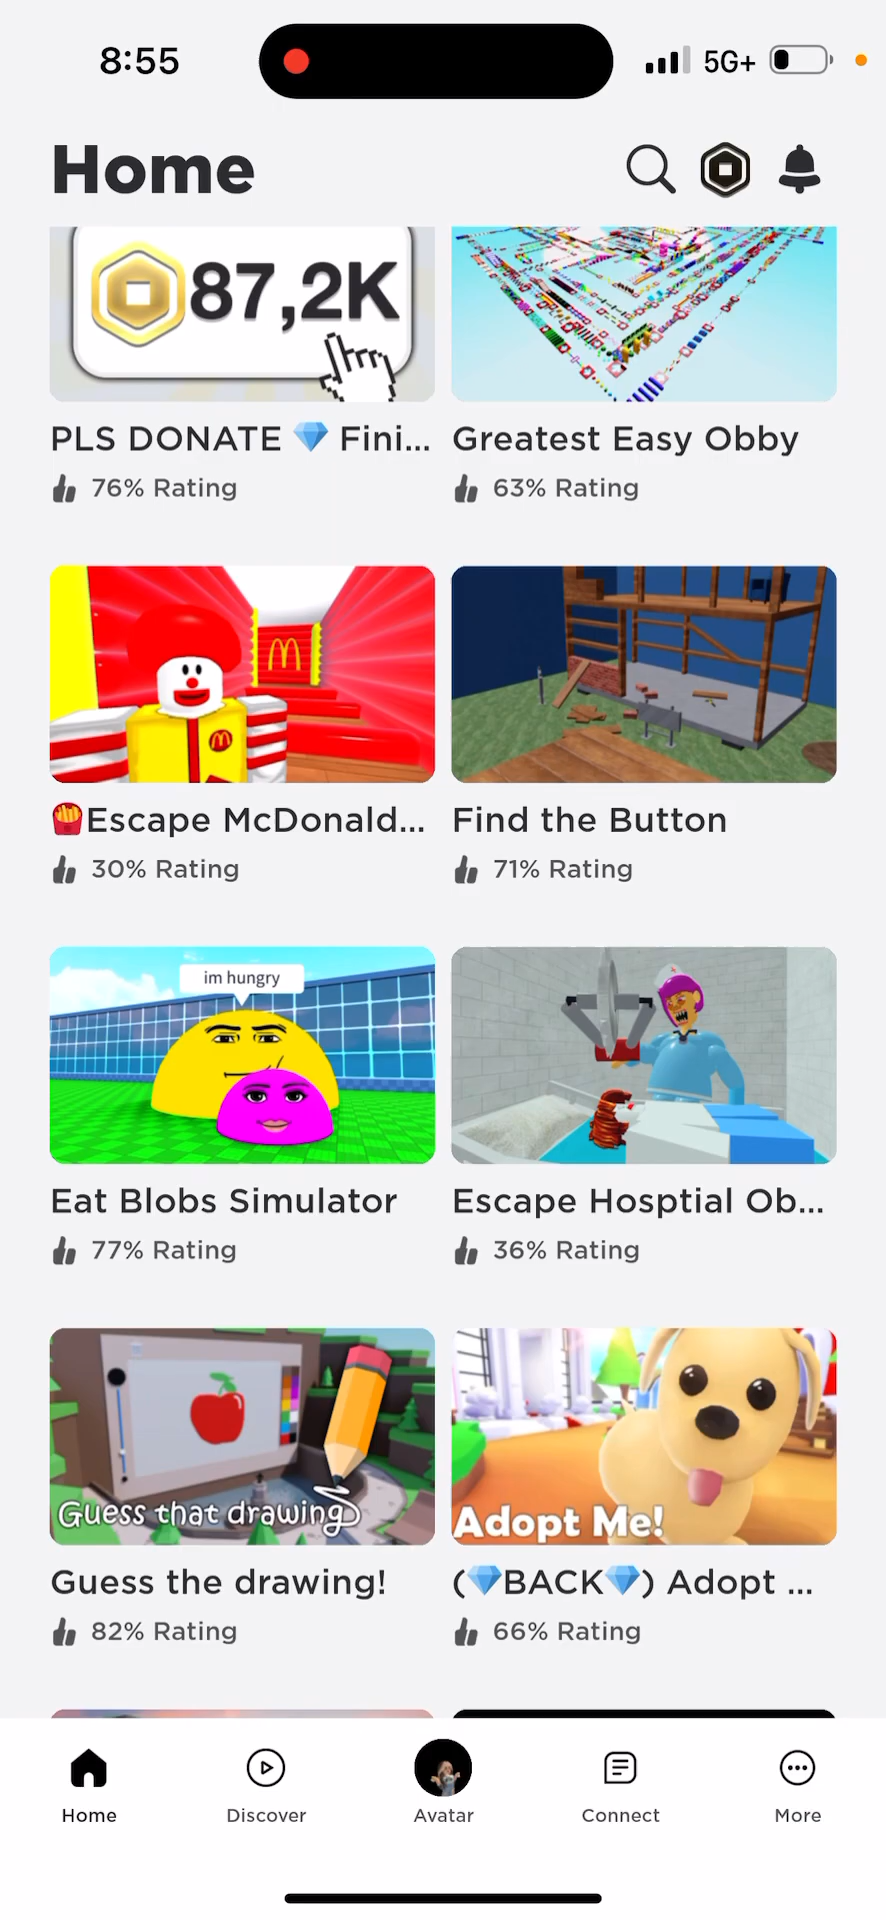 8:55
5G+
Home
87,2K
PLS DONATE 💎 Fini...
Greatest Easy Obby
76% Rating
63% Rating
🍟Escape McDonald...
Find the Button
30% Rating
71% Rating
im hungry
Eat Blobs Simulator
Escape Hosptial Ob...
77% Rating
36% Rating
Guess that drawing
Adopt Me!
Guess the drawing!
(💎BACK💎) Adopt ...
82% Rating
66% Rating
Home
Discover
Avatar
Connect
More